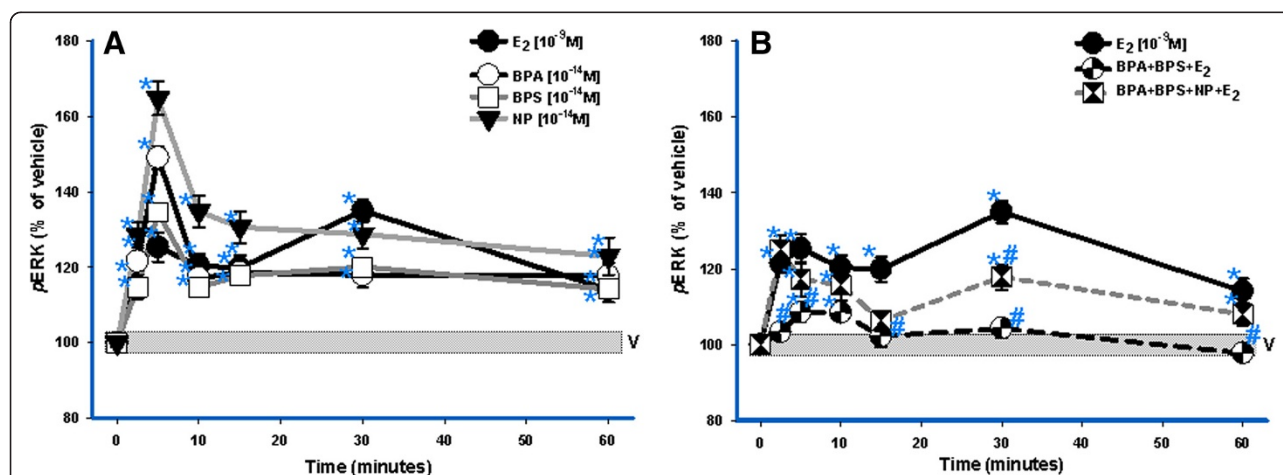 A
E₂ [10⁻⁹M]
BPA [10⁻¹⁴M]
BPS [10⁻¹⁴M]
NP [10⁻¹⁴M]
180
160
140
120
100
80
pERK (% of vehicle)
V
0
10
20
30
40
50
60
Time (minutes)
B
E₂ [10⁻⁹M]
BPA+BPS+E₂
BPA+BPS+NP+E₂
180
160
140
120
100
80
pERK (% of vehicle)
V
0
10
20
30
40
50
60
Time (minutes)